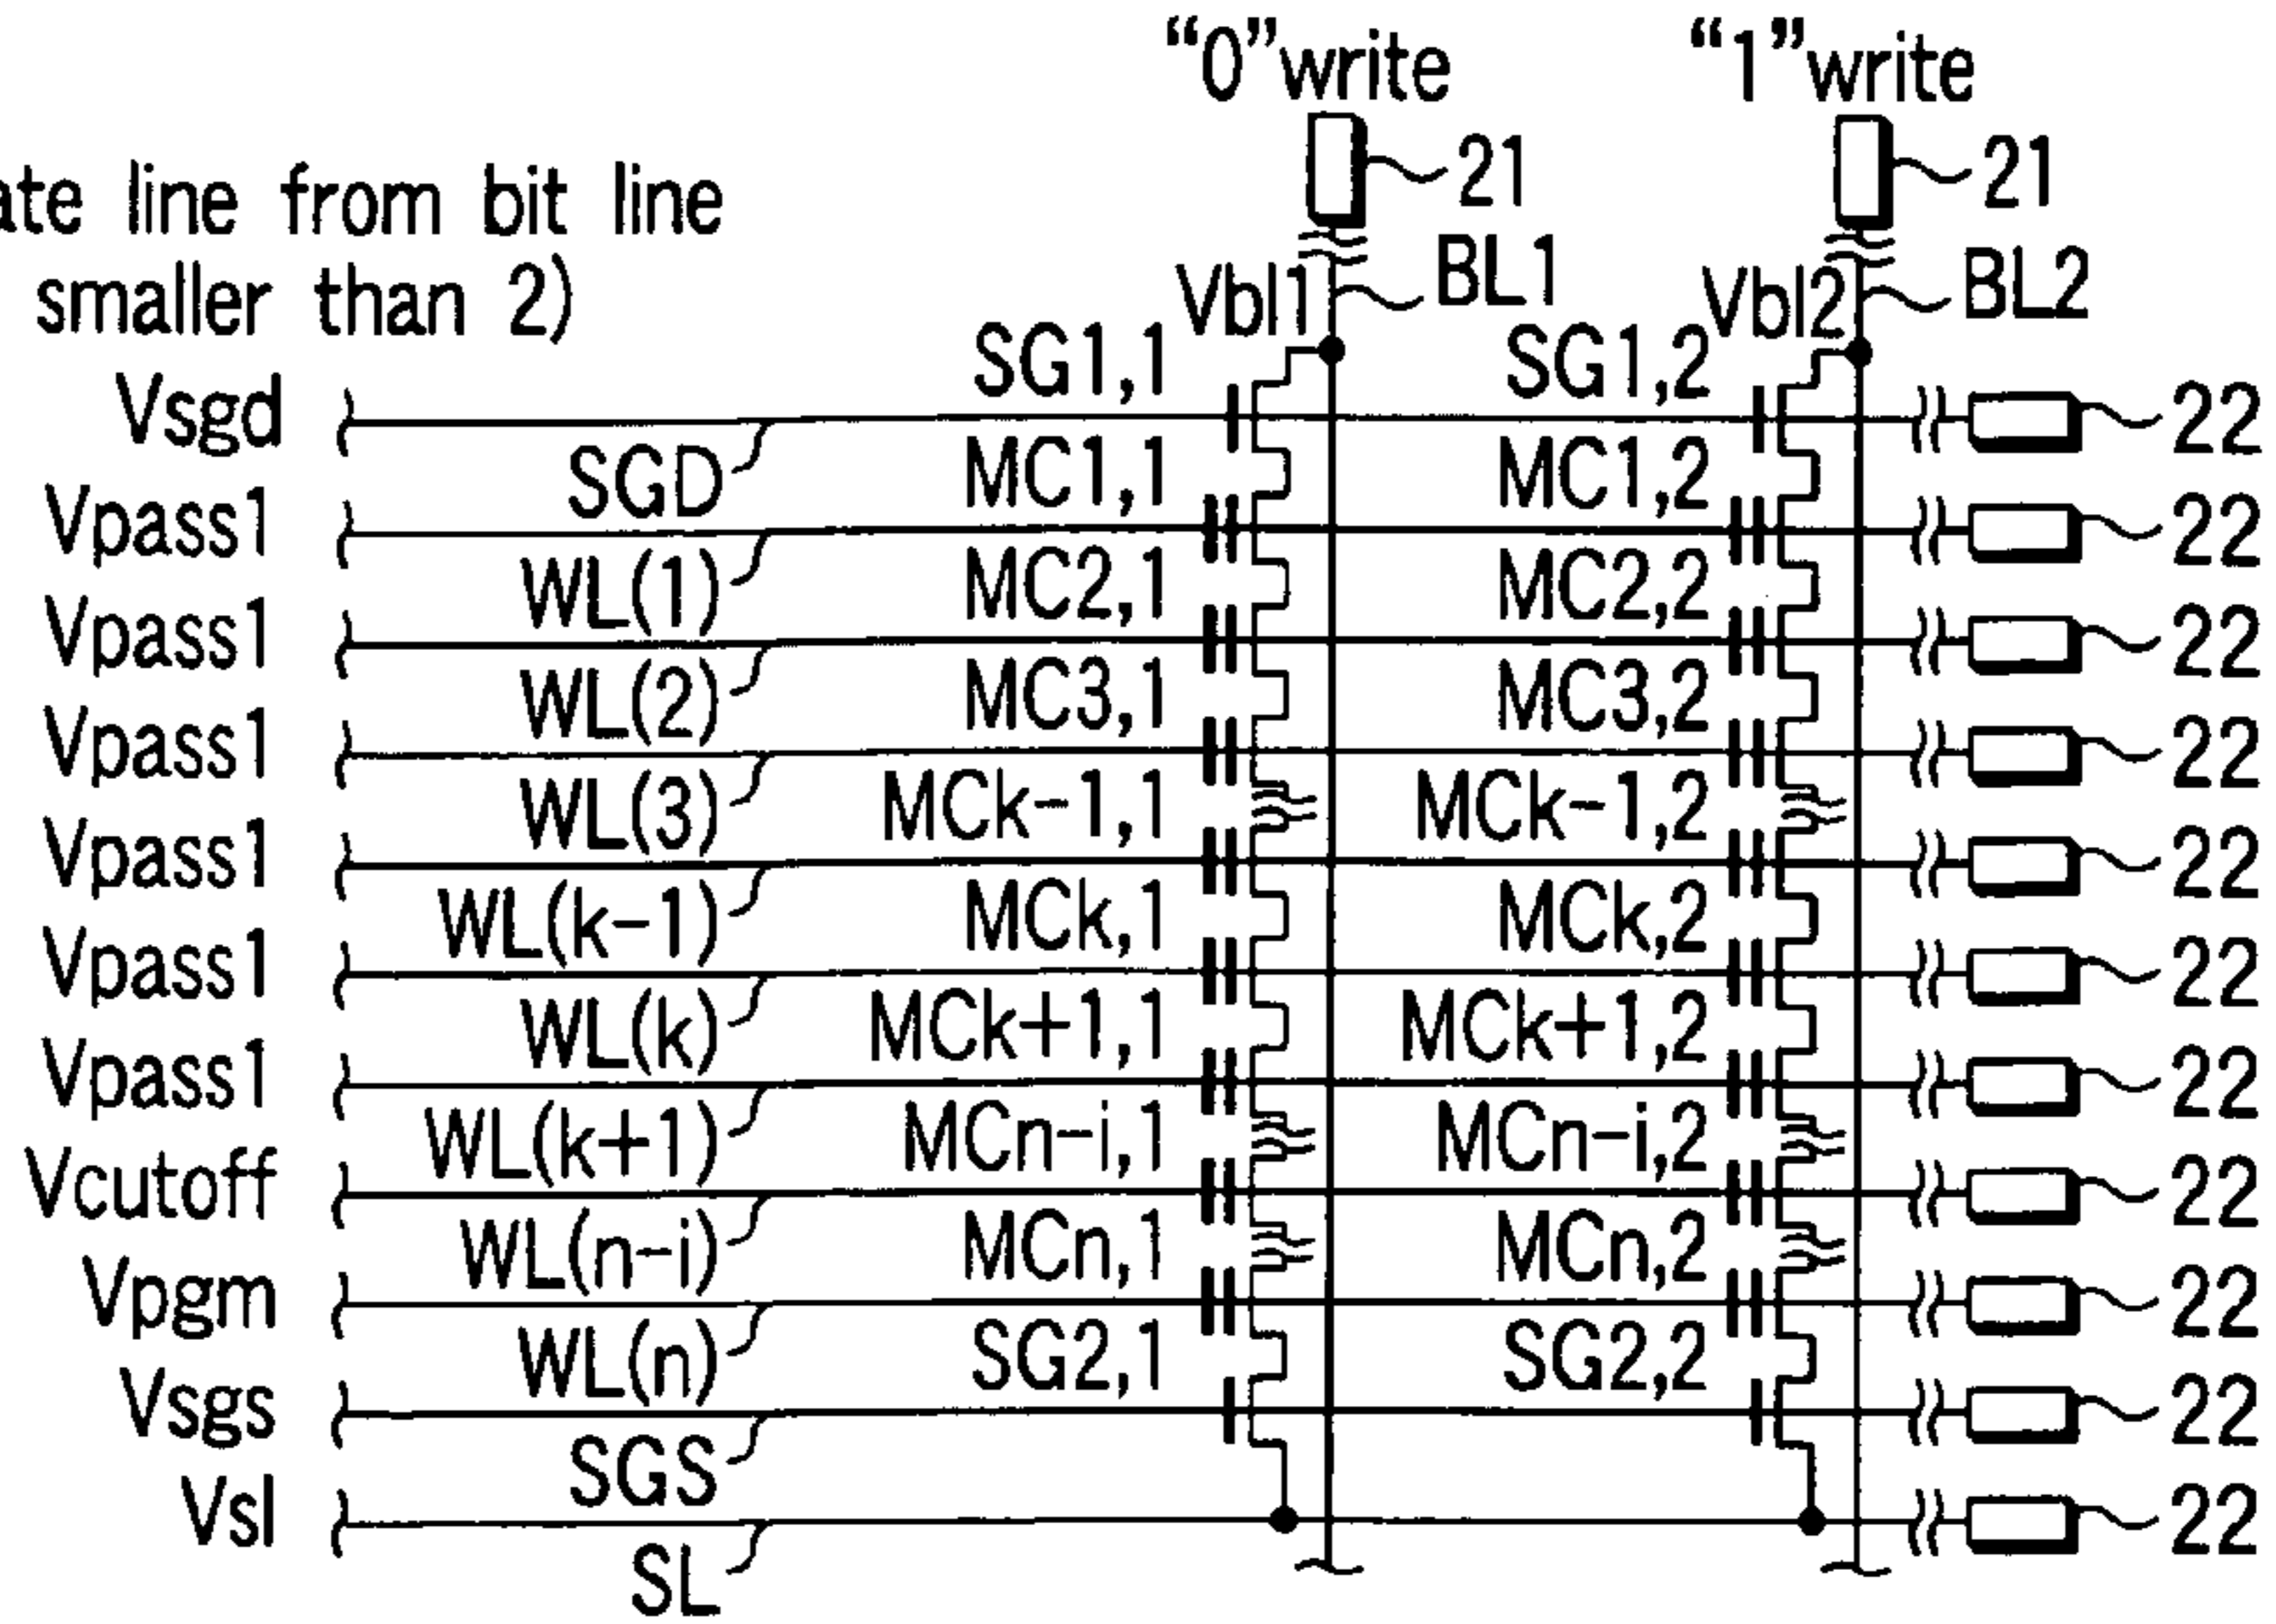 “0”write “1”write
21 21
line from bit line
BL1 BL2
smaller than 2) Vbl1 Vbl2
SG1,1 SG1,2
Vsgd 22
SGD MC1,1 MC1,2
Vpass1 22
WL(1) MC2,1 MC2,2
Vpass1 22
WL(2) MC3,1 MC3,2
Vpass1 22
WL(3) MCk-1,1 MCk-1,2
Vpass1 22
WL(k-1) MCk,1 MCk,2
Vpass1 22
WL(k) MCk+1,1 MCk+1,2
Vpass1 22
WL(k+1) MCn-i,1 MCn-i,2
Vcutoff 22
WL(n-i) MCn,1 MCn,2
Vpgm 22
WL(n) SG2,1 SG2,2
Vsgs 22
SGS
Vsl 22
SL